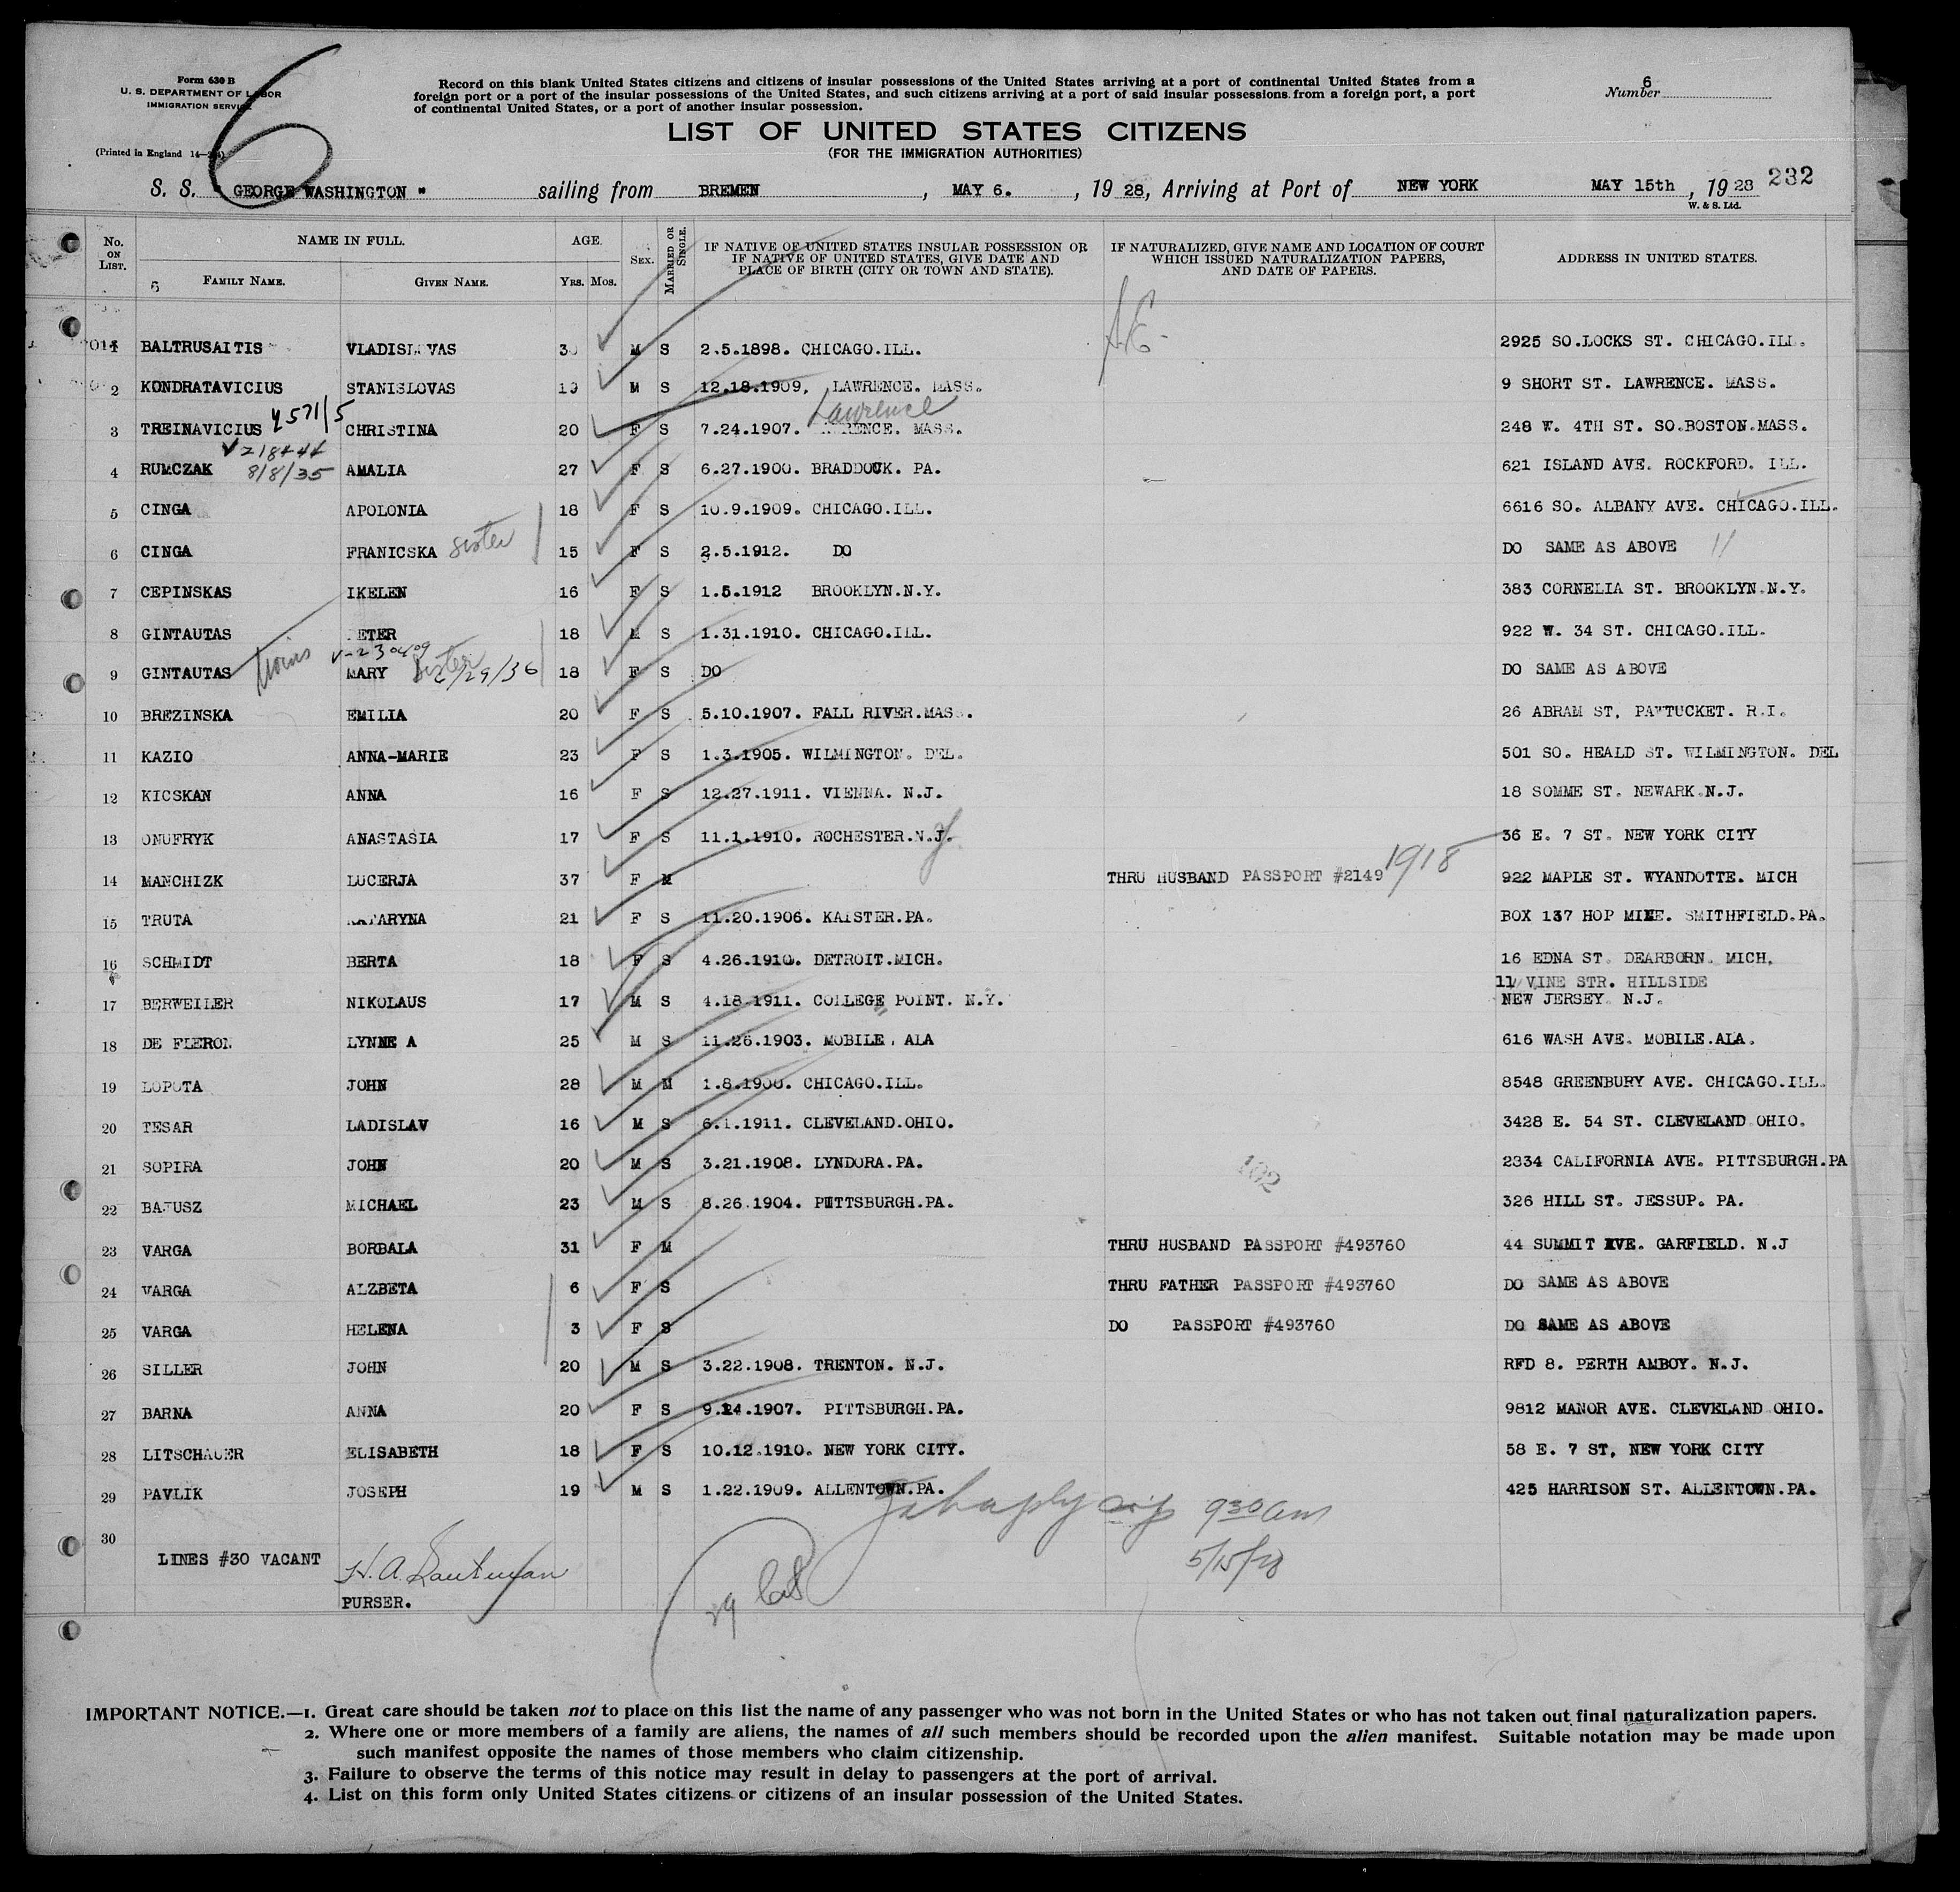 Form 630 B
U. S. DEPARTMENT OF LABOR
IMMIGRATION SERVICE
(Printed in England 14—
6
Record on this blank United States citizens and citizens of insular possessions of the United States arriving at a port of continental United States from a
foreign port or a port of the insular possessions of the United States, and such citizens arriving at a port of said insular possessions from a foreign port, a port
of continental United States, or a port of another insular possession.
6
Number
LIST OF UNITED STATES CITIZENS
(FOR THE IMMIGRATION AUTHORITIES)
S. S. " GEORGE WASHINGTON " sailing from BREMEN, MAY 6., 19 28, Arriving at Port of NEW YORK MAY 15th, 19 28 232
W. & S. Ltd.
No. ON LIST. NAME IN FULL. AGE. SEX. MARRIED OR SINGLE. IF NATIVE OF UNITED STATES INSULAR POSSESSION OR IF NATIVE OF UNITED STATES, GIVE DATE AND PLACE OF BIRTH (CITY OR TOWN AND STATE). IF NATURALIZED, GIVE NAME AND LOCATION OF COURT WHICH ISSUED NATURALIZATION PAPERS, AND DATE OF PAPERS. ADDRESS IN UNITED STATES.
FAMILY NAME. GIVEN NAME. YRS. MOS.
1 BALTRUSAITIS VLADISLOVAS 30 M S 2.5.1898. CHICAGO.ILL. 2925 SO.LOCKS ST. CHICAGO.ILL.
2 KONDRATAVICIUS STANISLOVAS 19 M S 12.18.1909, LAWRENCE. MASS. 9 SHORT ST. LAWRENCE. MASS.
Lawrence
3 TREINAVICIUS CHRISTINA 20 F S 7.24.1907. MASS. 248 W. 4TH ST. SO.BOSTON.MASS.
8/8/35
4 RUMCZAK AMALIA 27 F S 6.27.1900. BRADDOCK. PA. 621 ISLAND AVE. ROCKFORD. ILL.
5 CINGA APOLONIA 18 F S 10.9.1909. CHICAGO.ILL. 6616 SO. ALBANY AVE. CHICAGO.ILL.
6 CINGA FRANICSKA sister 15 F S 2.5.1912. DO DO SAME AS ABOVE
7 CEPINSKAS IKELEN 16 F S 1.5.1912 BROOKLYN.N.Y. 383 CORNELIA ST. BROOKLYN.N.Y.
8 GINTAUTAS PETER 18 M S 1.31.1910. CHICAGO.ILL. 922 W. 34 ST. CHICAGO.ILL.
9 GINTAUTAS twins MARY sister 18 F S DO DO SAME AS ABOVE
10 BREZINSKA EMILIA 20 F S 5.10.1907. FALL RIVER.MASS. 26 ABRAM ST, PAWTUCKET. R.I.
11 KAZIO ANNA-MARIE 23 F S 1.3.1905. WILMINGTON. DEL. 501 SO. HEALD ST. WILMINGTON. DEL
12 KICSKAN ANNA 16 F S 12.27.1911. VIENNA. N.J. 18 SOMME ST. NEWARK.N.J.
13 ONUFRYK ANASTASIA 17 F S 11.1.1910. ROCHESTER.N.J. y 36 E. 7 ST. NEW YORK CITY
14 MANCHIZK LUCERJA 37 F M THRU HUSBAND PASSPORT #2149 1918 922 MAPLE ST. WYANDOTTE. MICH
15 TRUTA KATARYNA 21 F S 11.20.1906. KAISTER.PA. BOX 137 HOP MINE. SMITHFIELD.PA.
16 SCHMIDT BERTA 18 F S 4.26.1910. DETROIT.MICH. 16 EDNA ST. DEARBORN. MICH.
11 VINE STR. HILLSIDE
17 BERWEILER NIKOLAUS 17 M S 4.18.1911. COLLEGE POINT. N.Y. NEW JERSEY N.J.
18 DE FLERON LYNNE A 25 M S 11.26.1903. MOBILE. ALA 616 WASH AVE. MOBILE.ALA.
19 LOPOTA JOHN 28 M M 1.8.1900. CHICAGO.ILL. 8548 GREENBURY AVE. CHICAGO.ILL.
20 TESAR LADISLAV 16 M S 6.1.1911. CLEVELAND.OHIO. 3428 E. 54 ST. CLEVELAND.OHIO.
21 SOPIRA JOHN 20 M S 3.21.1908. LYNDORA.PA. 2334 CALIFORNIA AVE. PITTSBURGH.PA
102
22 BATUSZ MICHAEL 23 M S 8.26.1904. PITTSBURGH.PA. 326 HILL ST. JESSUP. PA.
23 VARGA BORBALA 31 F M THRU HUSBAND PASSPORT #493760 44 SUMMIT AVE. GARFIELD. N.J
24 VARGA ALZBETA 6 F S THRU FATHER PASSPORT #493760 DO SAME AS ABOVE
25 VARGA HELENA 3 F S DO PASSPORT #493760 DO SAME AS ABOVE
26 SILLER JOHN 20 M S 3.22.1908. TRENTON. N.J. RFD 8. PERTH AMBOY. N.J.
27 BARNA ANNA 20 F S 9.14.1907. PITTSBURGH.PA. 9812 MANOR AVE. CLEVELAND.OHIO.
28 LITSCHAUER ELISABETH 18 F S 10.12.1910. NEW YORK CITY. 58 E. 7 ST, NEW YORK CITY
29 PAVLIK JOSEPH 19 M S 1.22.1909. ALLENTOWN.PA. 425 HARRISON ST. ALLENTOWN.PA.
9 30 am
30
5/15/28
LINES #30 VACANT
PURSER.
29
IMPORTANT NOTICE.—1. Great care should be taken not to place on this list the name of any passenger who was not born in the United States or who has not taken out final naturalization papers.
2. Where one or more members of a family are aliens, the names of all such members should be recorded upon the alien manifest. Suitable notation may be made upon
such manifest opposite the names of those members who claim citizenship.
3. Failure to observe the terms of this notice may result in delay to passengers at the port of arrival.
4. List on this form only United States citizens or citizens of an insular possession of the United States.